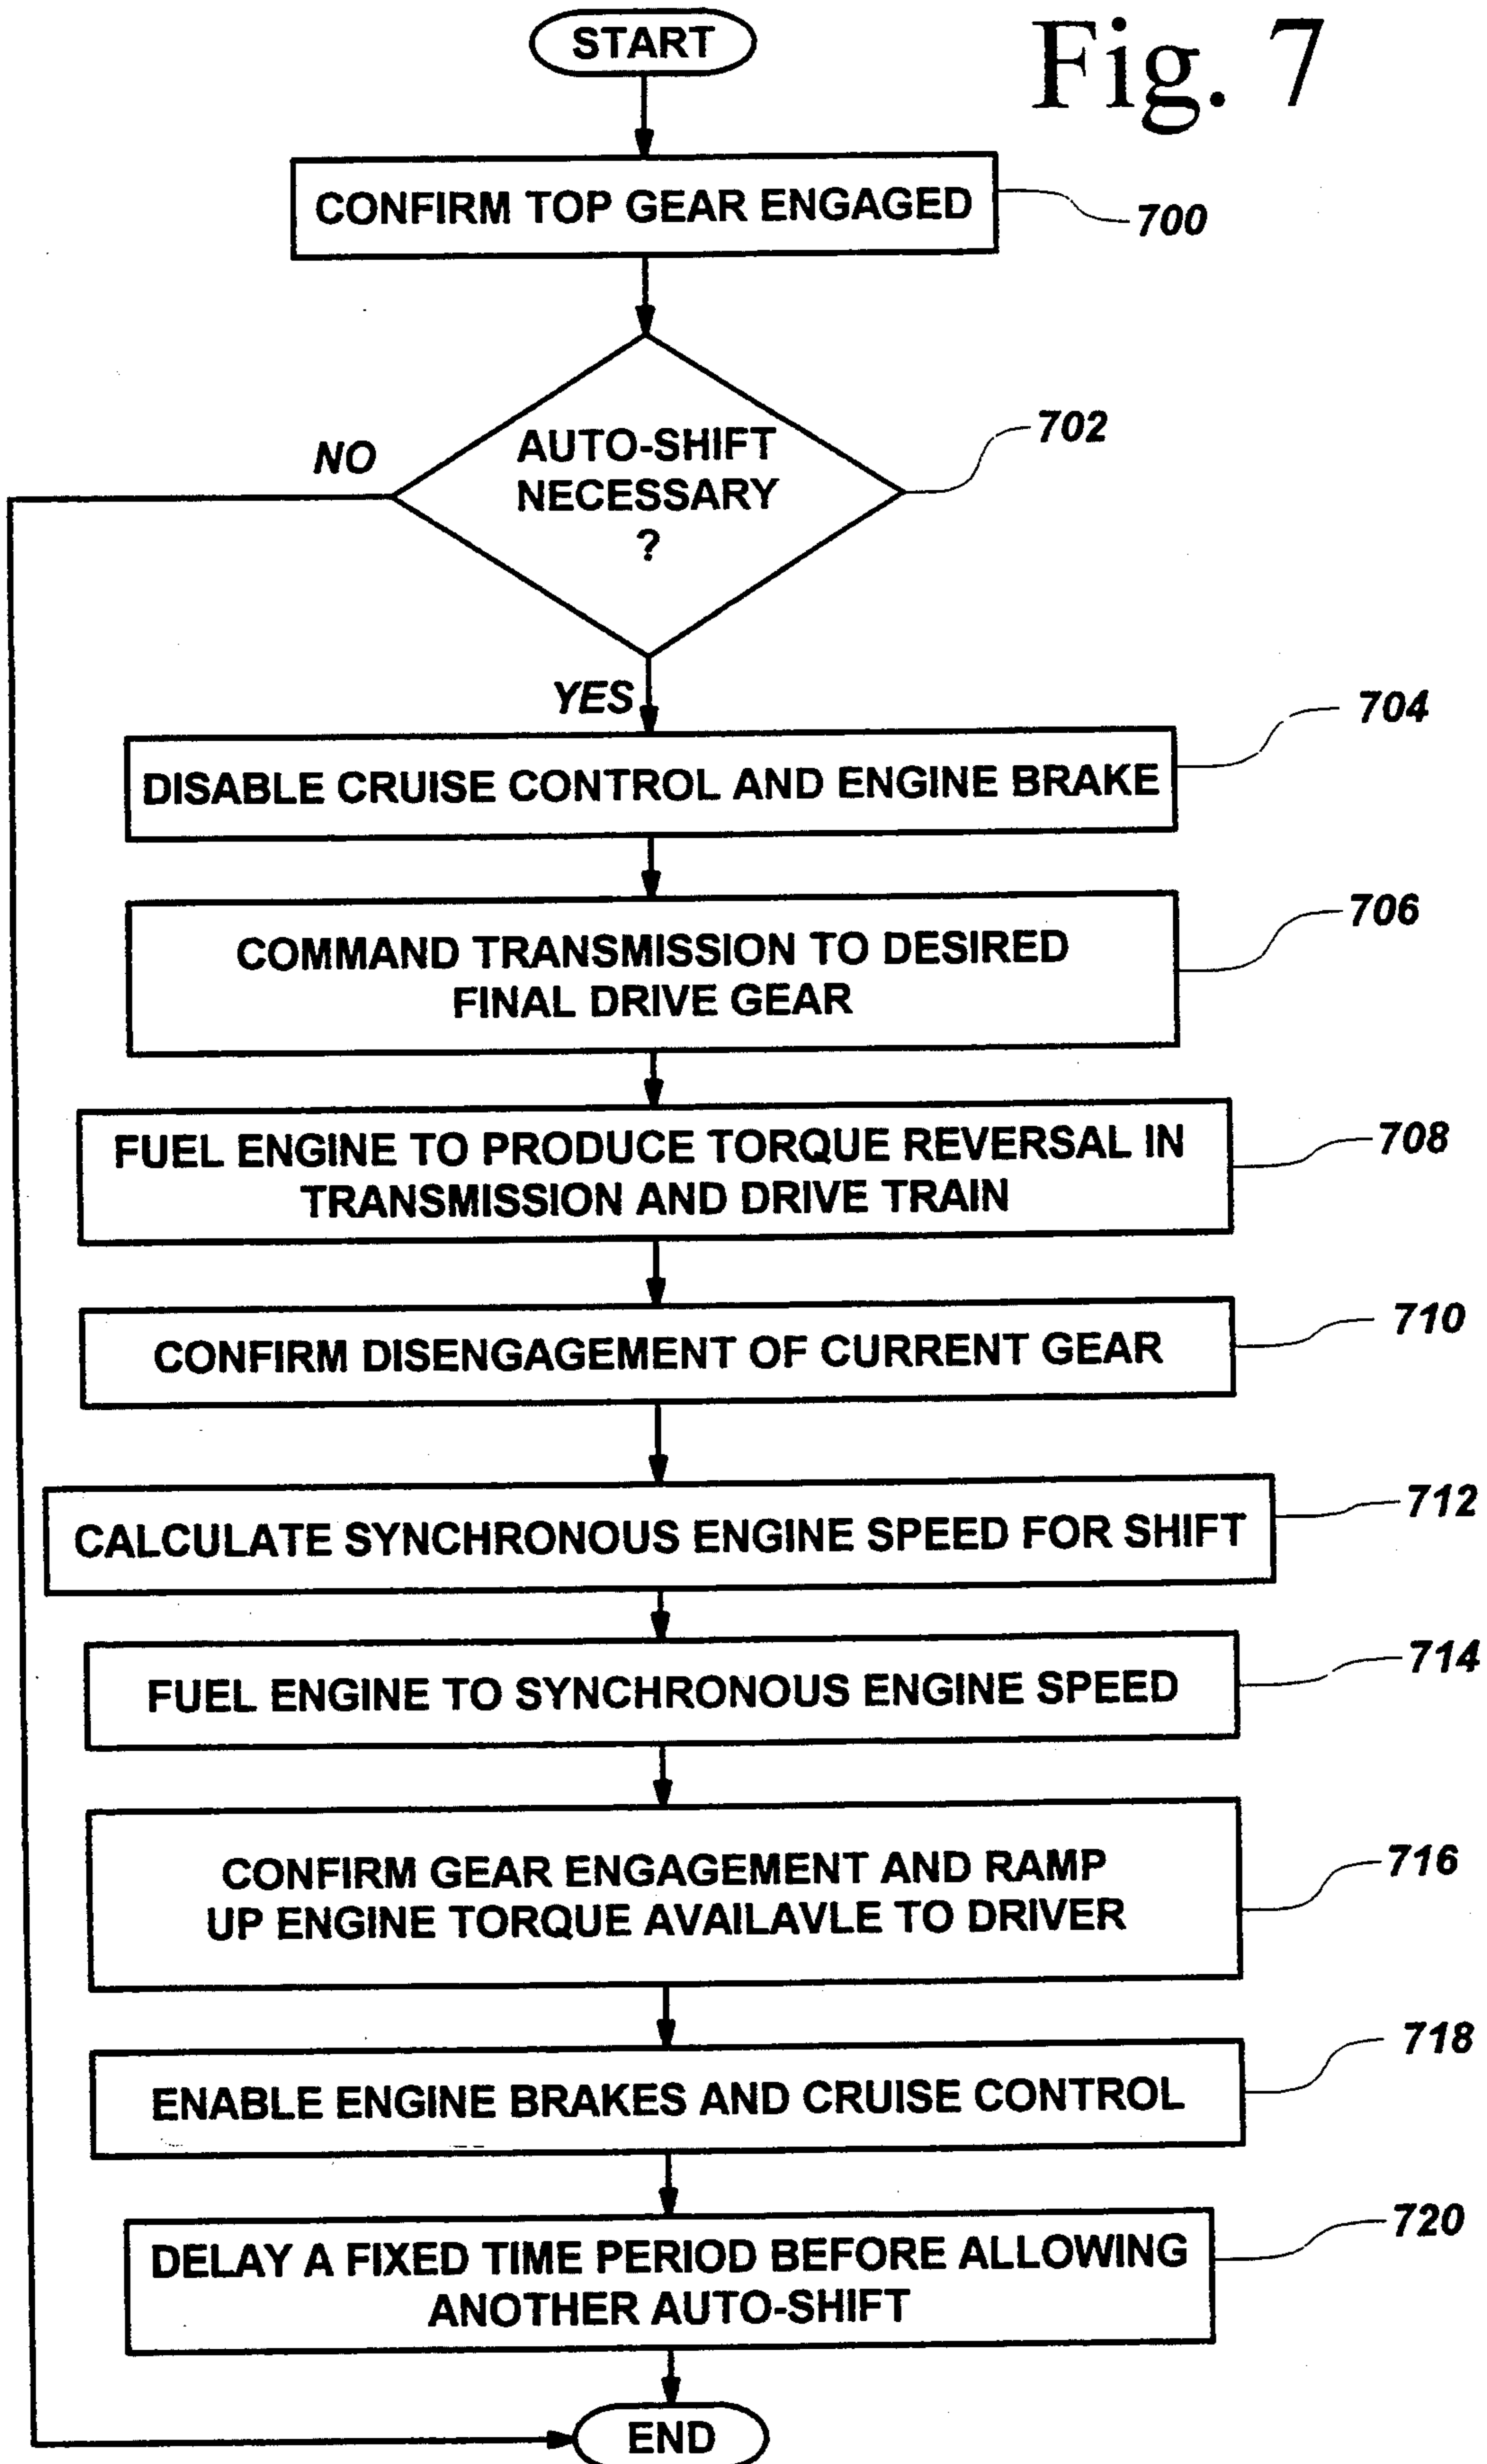 START
Fig. 7
CONFIRM TOP GEAR ENGAGED
700
AUTO-SHIFT
NECESSARY
?
702
NO
YES
704
DISABLE CRUISE CONTROL AND ENGINE BRAKE
706
COMMAND TRANSMISSION TO DESIRED
FINAL DRIVE GEAR
708
FUEL ENGINE TO PRODUCE TORQUE REVERSAL IN
TRANSMISSION AND DRIVE TRAIN
710
CONFIRM DISENGAGEMENT OF CURRENT GEAR
712
CALCULATE SYNCHRONOUS ENGINE SPEED FOR SHIFT
714
FUEL ENGINE TO SYNCHRONOUS ENGINE SPEED
716
CONFIRM GEAR ENGAGEMENT AND RAMP
UP ENGINE TORQUE AVAILAVLE TO DRIVER
718
ENABLE ENGINE BRAKES AND CRUISE CONTROL
720
DELAY A FIXED TIME PERIOD BEFORE ALLOWING
ANOTHER AUTO-SHIFT
END